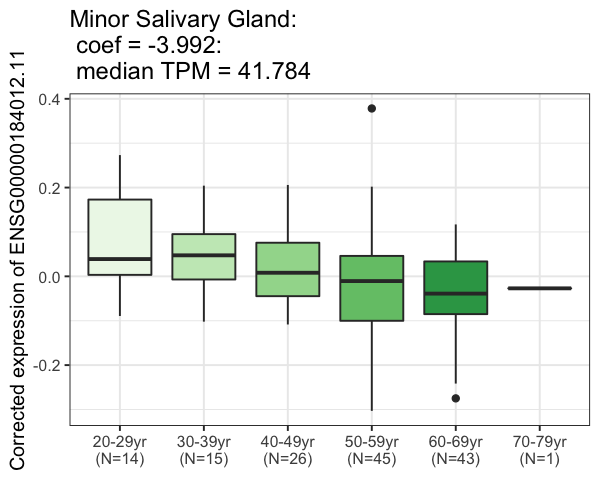 Minor Salivary Gland:
coef = -3.992:
median TPM = 41.784
Corrected expression of ENSG00000184012.11
0.4
0.2
0.0
-0.2
20-29yr 30-39yr 40-49yr 50-59yr 60-69yr 70-79yr
(N=14) (N=15) (N=26) (N=45) (N=43) (N=1)